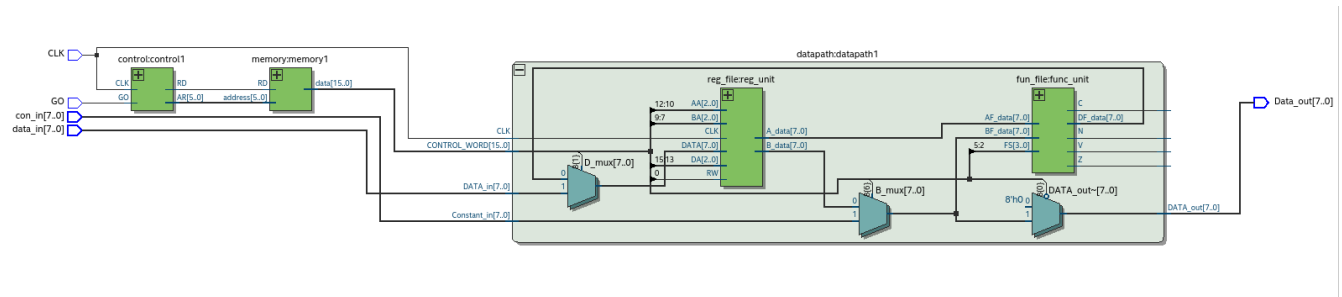 datapath:datapath1
CLK
control:control1
memory:memory1
CLK
RD
RD
data[15..0]
GO
GO
AR[5..0]
address[5..0]
con_in[7..0]
data_in[7..0]
reg_file:reg_unit
fun_file:func_unit
12:10
AA[2..0]
9:7
BA[2..0]
CLK
CLK
A_data[7..0]
CONTROL_WORD[15..0]
DATA[7..0]
B_data[7..0]
15:13
DA[2..0]
0
RW
C
AF_data[7..0]
DF_data[7..0]
BF_data[7..0]
N
5:2
FS[3..0]
V
Z
S(1)
D_mux[7..0]
0
1
DATA_in[7..0]
S(6)
B_mux[7..0]
0
1
Constant_in[7..0]
S(0)
DATA_out~[7..0]
8'h0
0
1
DATA_out[7..0]
Data_out[7..0]